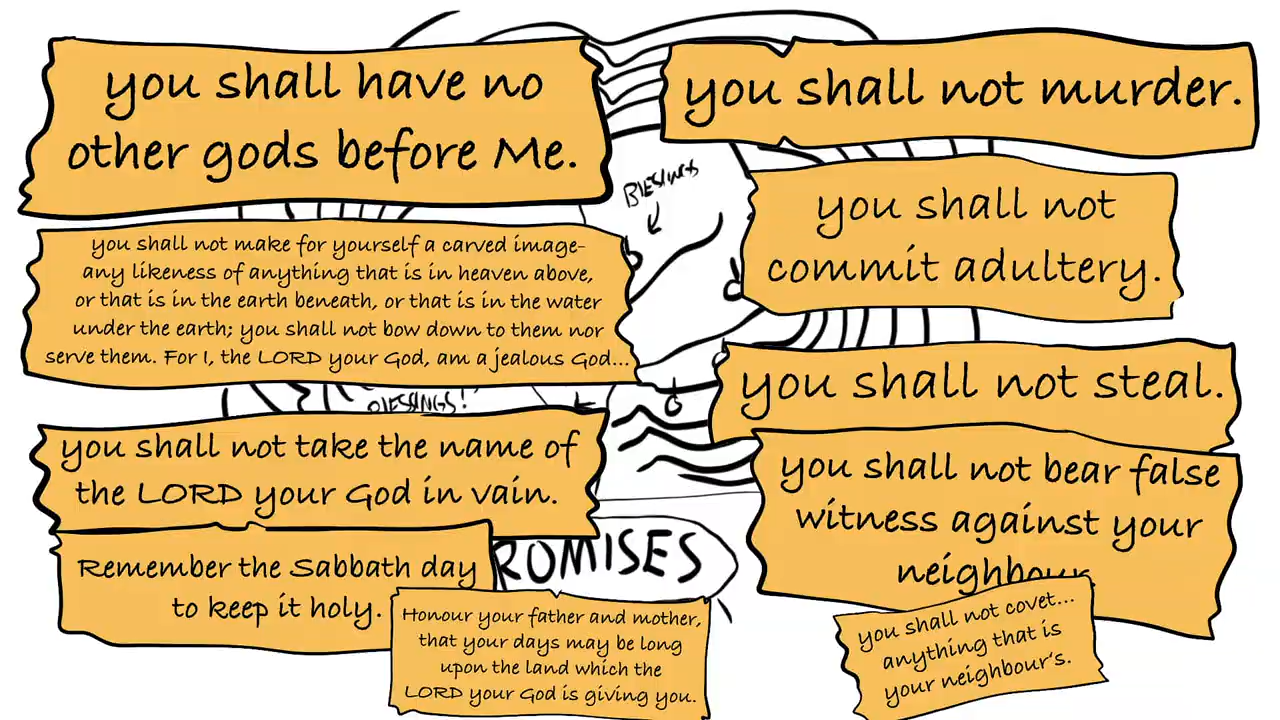 you shall have no
other gods before Me.
you shall not make for yourself a carved image-
any likeness of anything that is in heaven above,
or that is in the earth beneath, or that is in the water
under the earth; you shall not bow down to them nor
serve them. For I, the LORD your God, am a jealous God...
you shall not take the name of
the LORD your God in vain.
Remember the Sabbath day
to keep it holy.
Honour your father and mother,
that your days may be long
upon the land which the
LORD your God is giving you.
you shall not murder.
you shall not
commit adultery.
you shall not steal.
you shall not bear false
witness against your
neighbour.
you shall not covet...
anything that is
your neighbour's.
BLESSINGS
BLESSINGS!
ROMISES